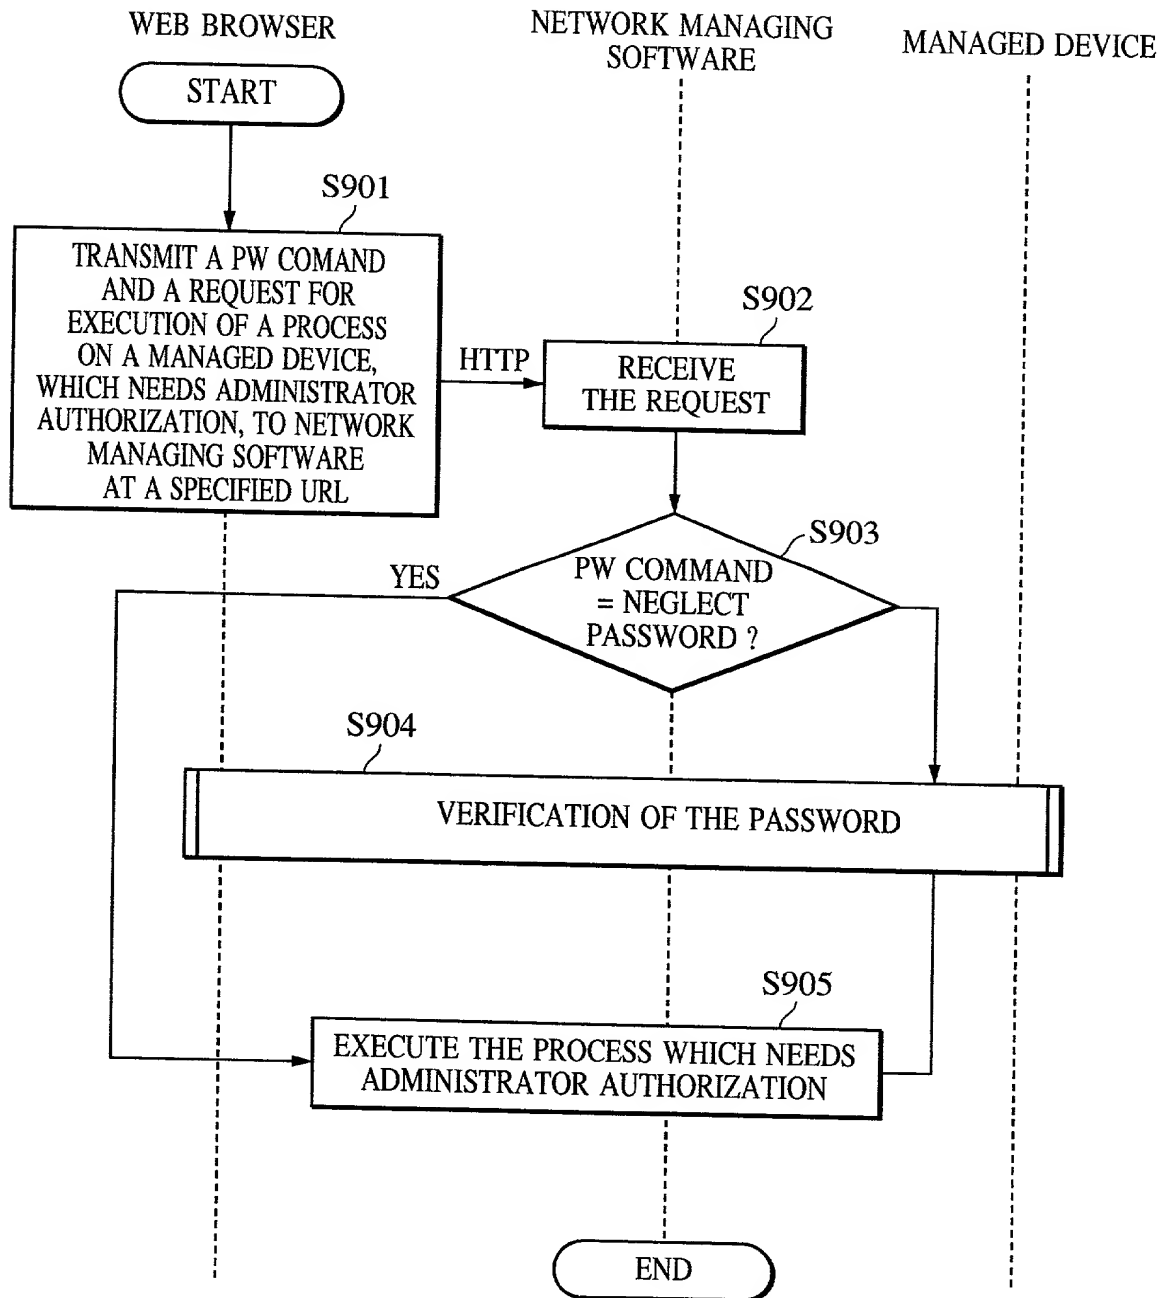 WEB BROWSER
NETWORK MANAGING
SOFTWARE
MANAGED DEVICE
START
S901
TRANSMIT A PW COMAND
AND A REQUEST FOR
EXECUTION OF A PROCESS
ON A MANAGED DEVICE,
WHICH NEEDS ADMINISTRATOR
AUTHORIZATION, TO NETWORK
MANAGING SOFTWARE
AT A SPECIFIED URL
HTTP
S902
RECEIVE
THE REQUEST
S903
PW COMMAND
= NEGLECT
PASSWORD ?
YES
S904
VERIFICATION OF THE PASSWORD
S905
EXECUTE THE PROCESS WHICH NEEDS
ADMINISTRATOR AUTHORIZATION
END